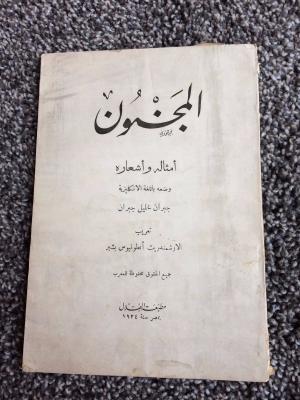 المجنون
أمثاله وأشعاره
وضعه باللغة الانكليزية
جبران خليل جبران
تعريب
الارشمندريت أنطونيوس بشير
جميع الحقوق محفوظة للمعرب
مطبعة الهلال
بمصر سنة ١٩٢٤